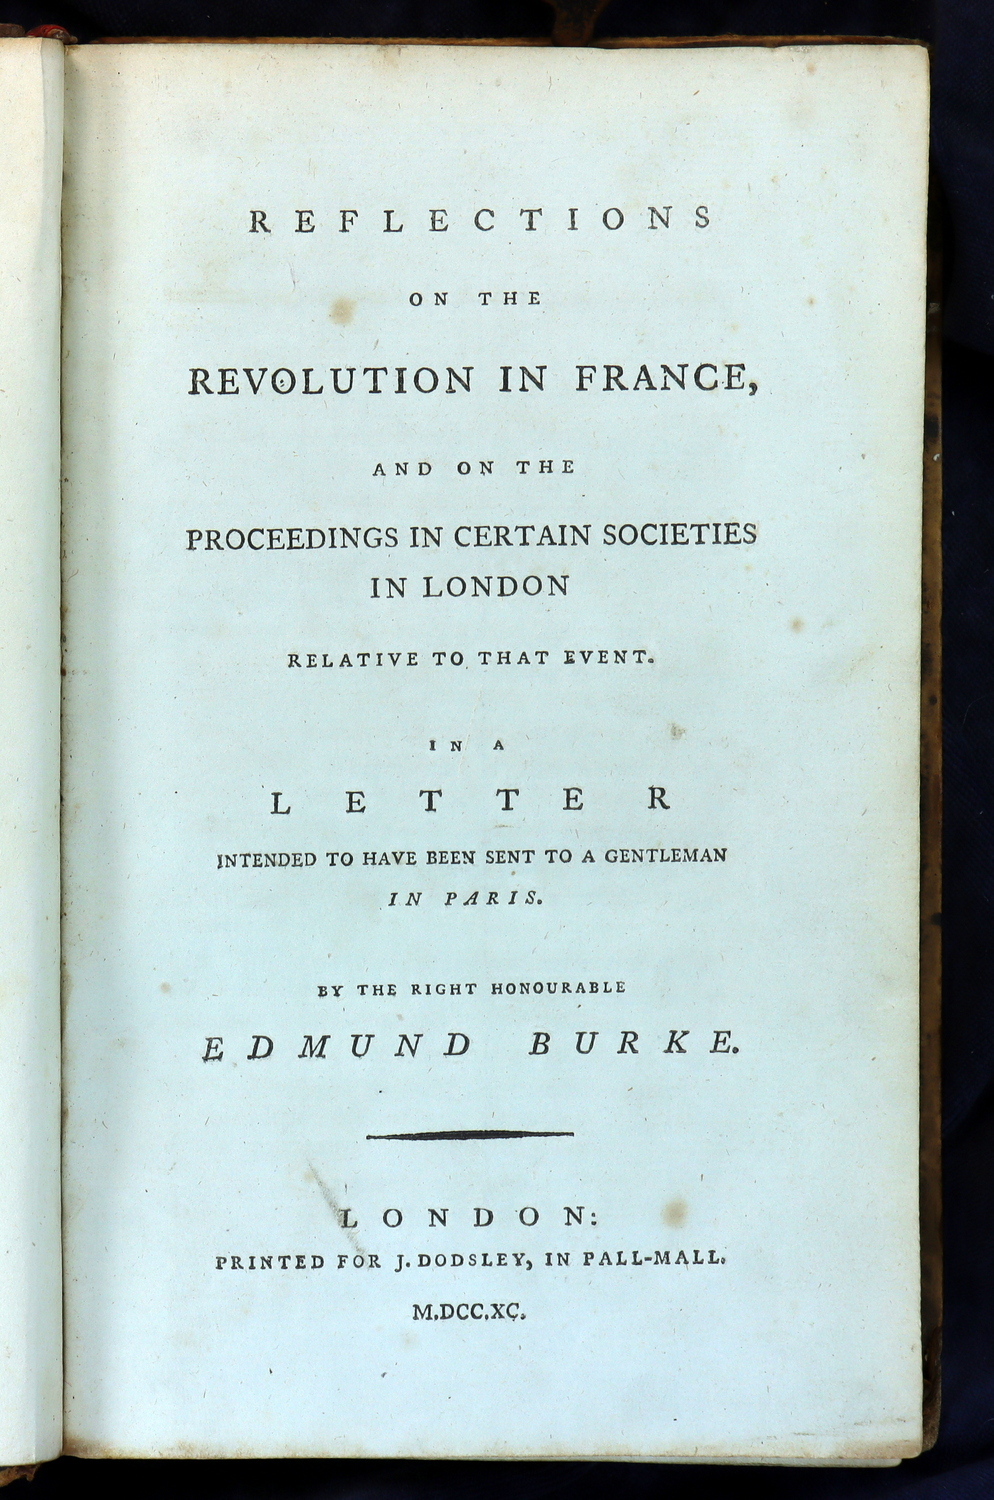 REFLECTIONS
ON THE
REVOLUTION IN FRANCE,
AND ON THE
PROCEEDINGS IN CERTAIN SOCIETIES
IN LONDON
RELATIVE TO THAT EVENT.
IN A
LETTER
INTENDED TO HAVE BEEN SENT TO A GENTLEMAN
IN PARIS.
BY THE RIGHT HONOURABLE
EDMUND BURKE.
LONDON:
PRINTED FOR J. DODSLEY, IN PALL-MALL.
M.DCC.XC.